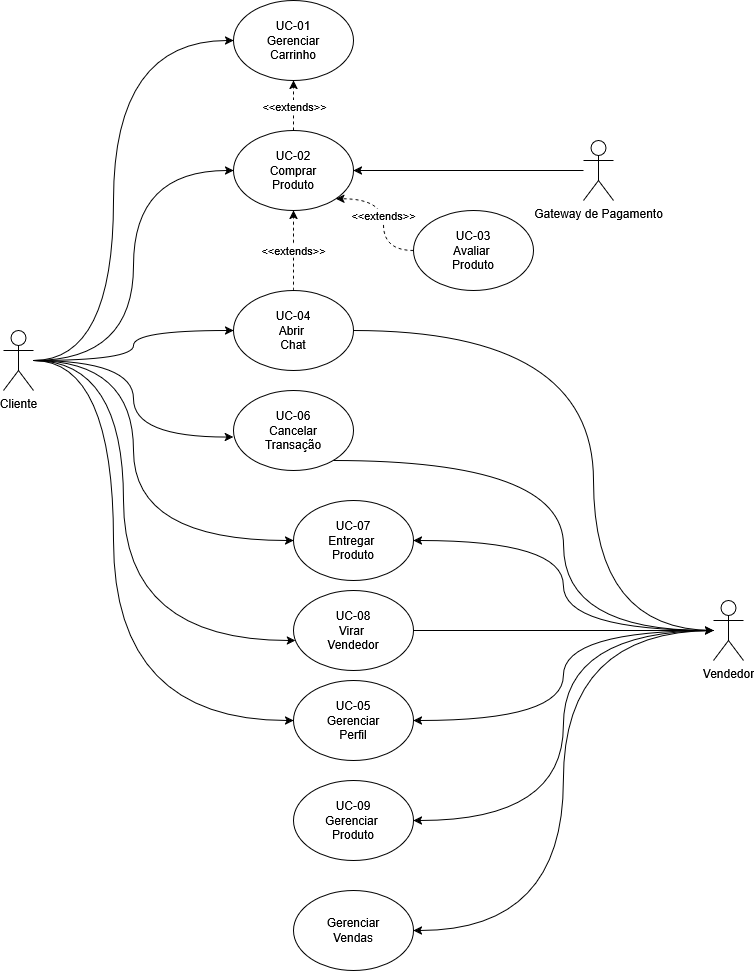 UC-01
Gerenciar
Carrinho
<<extends>>
UC-02
Comprar
Produto
Gateway de Pagamento
<<extends>>
UC-03
Avaliar
Produto
<<extends>>
UC-04
Abrir
Chat
Cliente
UC-06
Cancelar
Transação
UC-07
Entregar
Produto
UC-08
Virar
Vendedor
Vendedor
UC-05
Gerenciar
Perfil
UC-09
Gerenciar
Produto
Gerenciar
Vendas